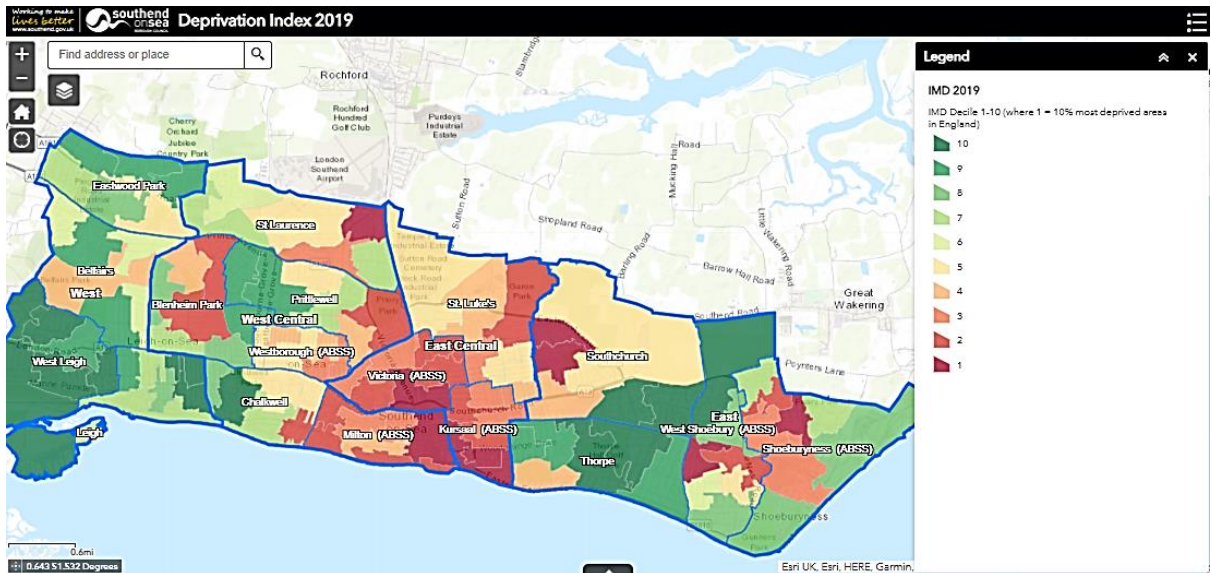 Working to make
lives better
www.southend.gov.uk
southend
on sea
BOROUGH COUNCIL
Deprivation Index 2019
+
−
Find address or place
Legend
IMD 2019
IMD Decile 1-10 (where 1 = 10% most deprived areas
in England)
10
9
8
7
6
5
4
3
2
1
Rochford
Rochford
Hundred
Golf Club
Purdeys
Industrial
Estate
Cherry
Orchard
Jubilee
Country Park
London
Southend
Airport
Sutton Road
Shopland Road
Mucking Hall Road
Barling Road
Barrow Hall Road
Little Wakering
Road
Great
Wakering
Southend Road
Poynters Lane
Eastwood Park
St Laurence
Belfairs
West
Blenheim Park
Prittlewell
West Central
St. Luke's
East Central
Southchurch
West Leigh
Leigh-on-Sea
Westborough (ABSS)
Victoria (ABSS)
Chalkwell
Milton (ABSS)
Kursaal (ABSS)
Leigh
Thorpe
East
West Shoebury (ABSS)
Shoeburyness (ABSS)
Shoeburyness
0.6mi
0.643 51.532 Degrees
Esri UK, Esri, HERE, Garmin,